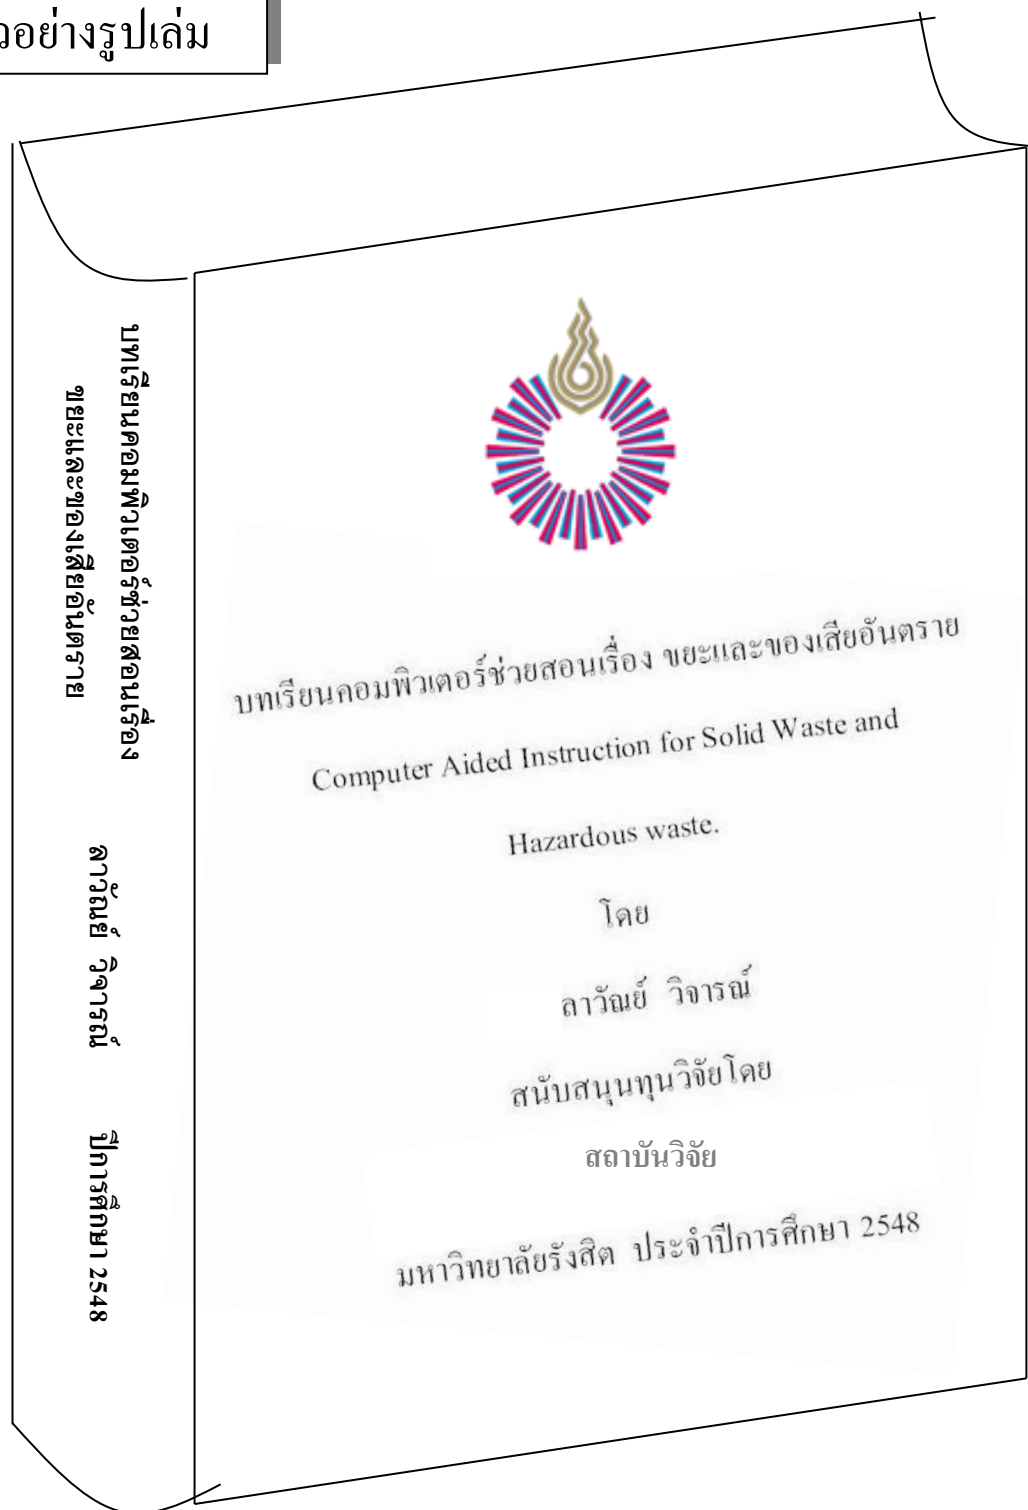 วอย่างรูปเล่ม
บทเรียนคอมพิวเตอร์ช่วยสอนเรื่อง
ขยะและของเสียอันตราย
ลาวัณย์ วิจารณ์
ปีการศึกษา 2548
บทเรียนคอมพิวเตอร์ช่วยสอนเรื่อง ขยะและของเสียอันตราย
Computer Aided Instruction for Solid Waste and
Hazardous waste.
โดย
ลาวัณย์ วิจารณ์
สนับสนุนทุนวิจัยโดย
สถาบันวิจัย
มหาวิทยาลัยรังสิต ประจำปีการศึกษา 2548